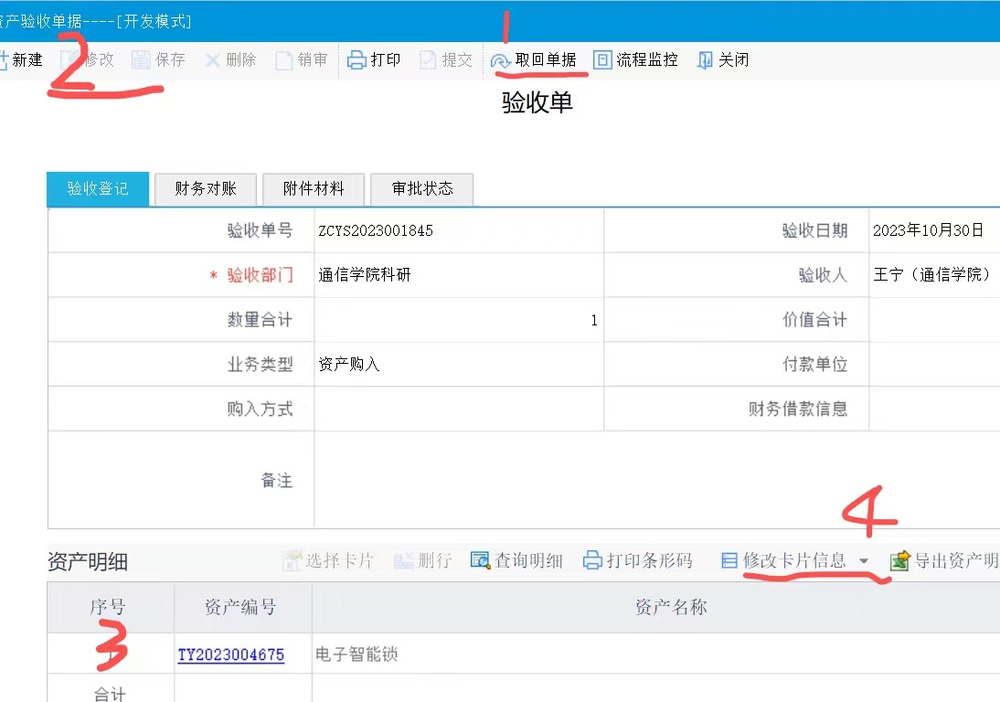 资产验收单据----[开发模式]
1
新建 修改 保存 删除 销审 打印 提交 取回单据 流程监控 关闭
2
验收单
验收登记 财务对账 附件材料 审批状态
验收单号 ZCYS2023001845 验收日期 2023年10月30日
* 验收部门 通信学院科研 验收人 王宁（通信学院）
数量合计 1 价值合计
业务类型 资产购入 付款单位
购入方式 财务借款信息
备注
4
资产明细 选择卡片 删行 查询明细 打印条形码 修改卡片信息 导出资产明
序号 资产编号 资产名称
3 TY2023004675 电子智能锁
合计